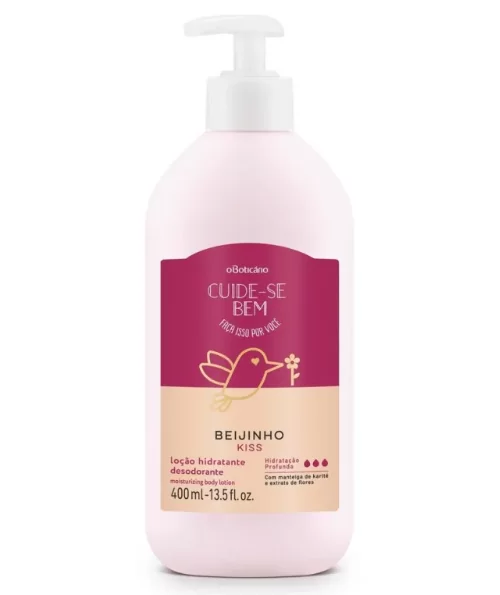 oBoticário
CUIDE-SE
BEM
FAÇA ISSO POR VOCÊ
BEIJINHO
KISS
loção hidratante
desodorante
moisturizing body lotion
400 ml-13.5 fl. oz.
Hidratação
Profunda
Com manteiga de karité
e extrato de flores